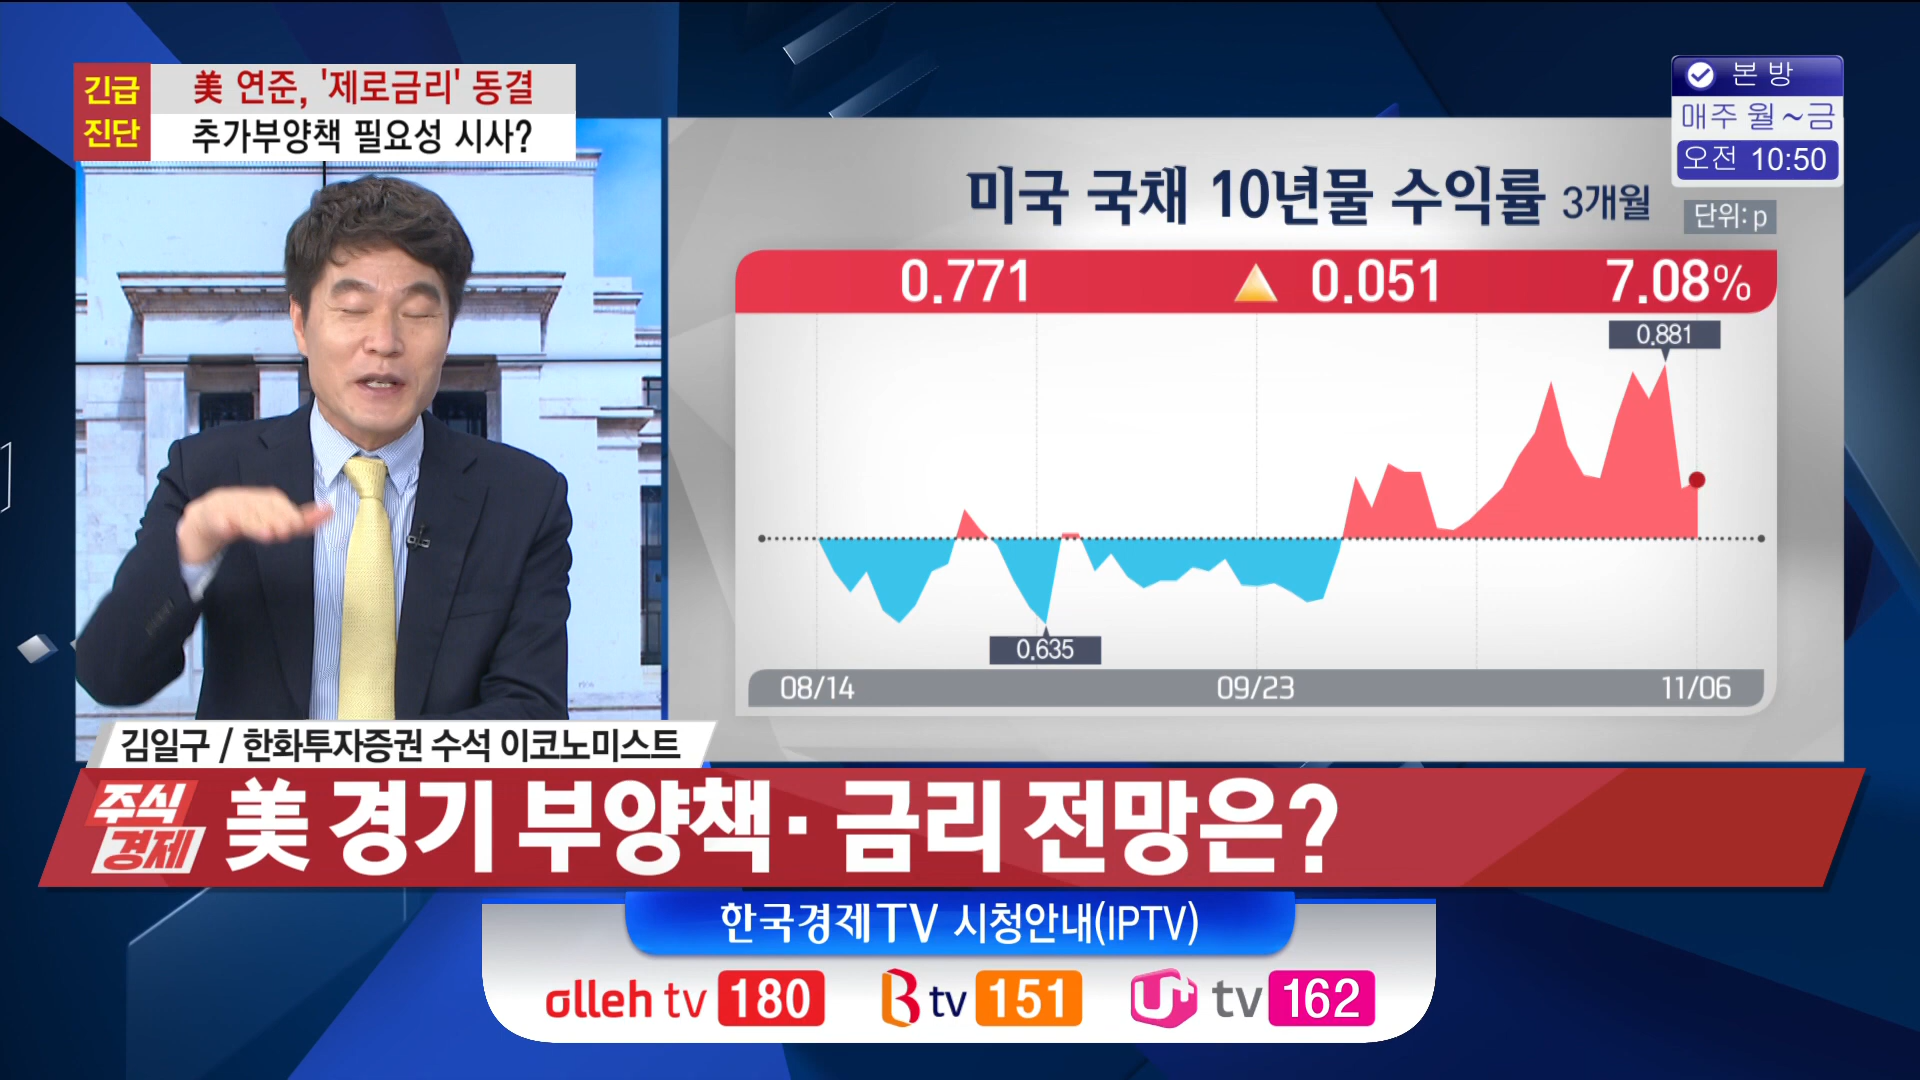 긴급
진단
美 연준, '제로금리' 동결
추가부양책 필요성 시사?
본 방
매주 월~금
오전 10:50
미국 국채 10년물 수익률 3개월
단위:p
0.771 ▲ 0.051 7.08%
0.881
0.635
08/14 09/23 11/06
김일구 / 한화투자증권 수석 이코노미스트
주식
경제
美 경기 부양책·금리 전망은?
한국경제TV 시청안내(IPTV)
olleh tv 180 B tv 151 U+ tv 162